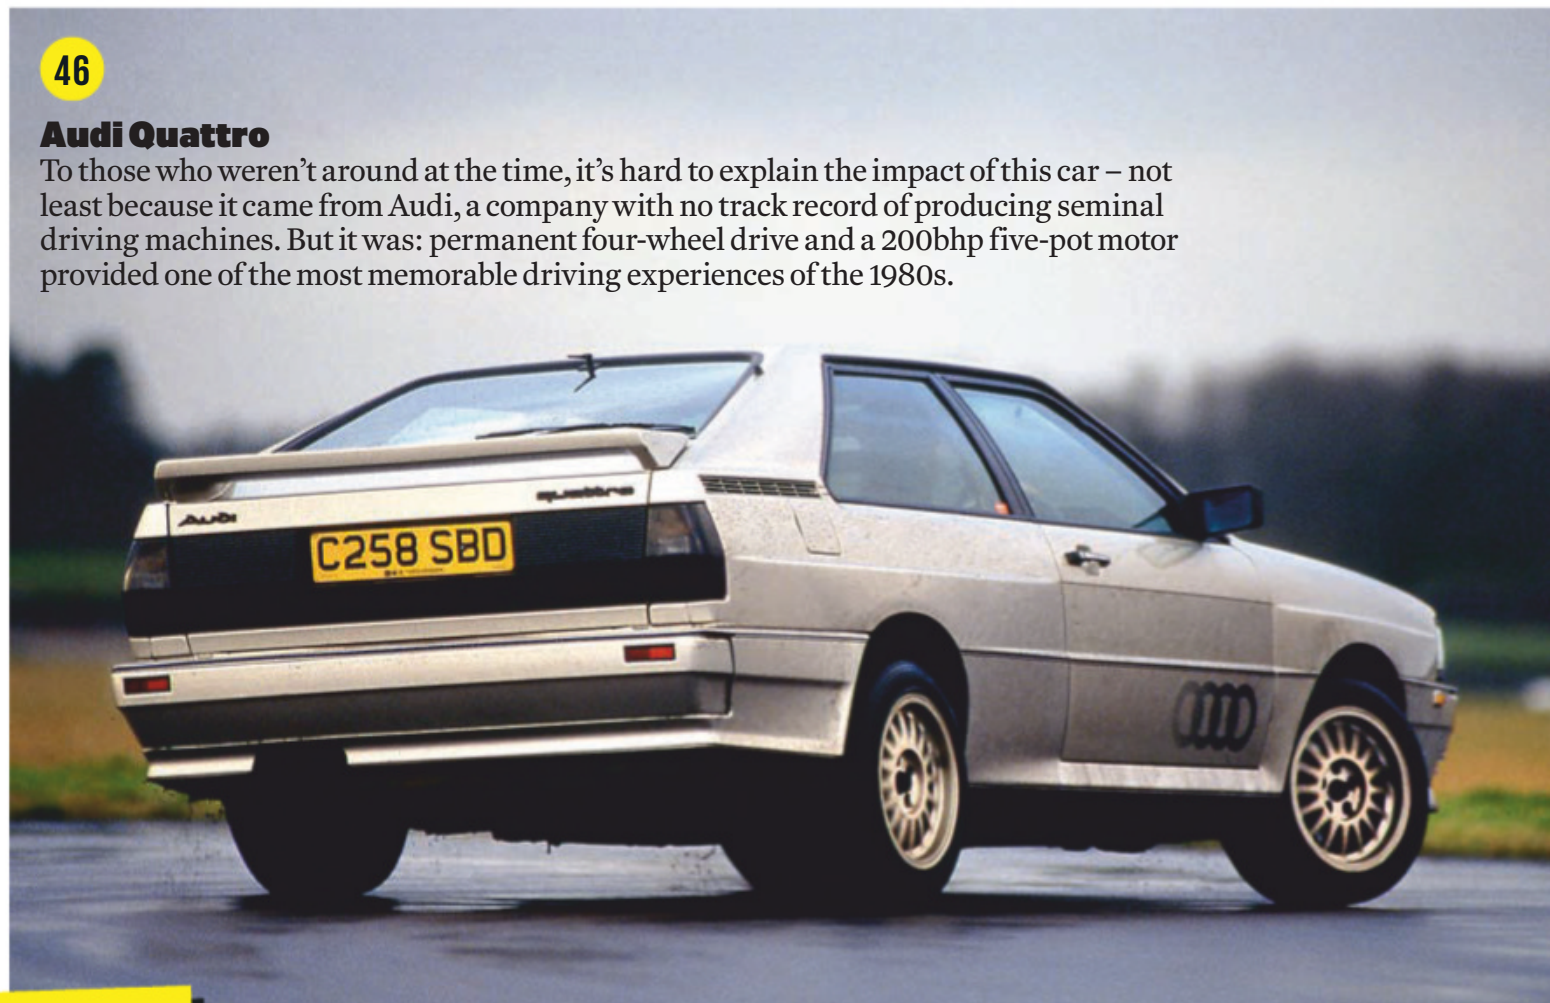 46
Audi Quattro
To those who weren’t around at the time, it’s hard to explain the impact of this car – not
least because it came from Audi, a company with no track record of producing seminal
driving machines. But it was: permanent four-wheel drive and a 200bhp five-pot motor
provided one of the most memorable driving experiences of the 1980s.
Audi quattro
C258 SBD